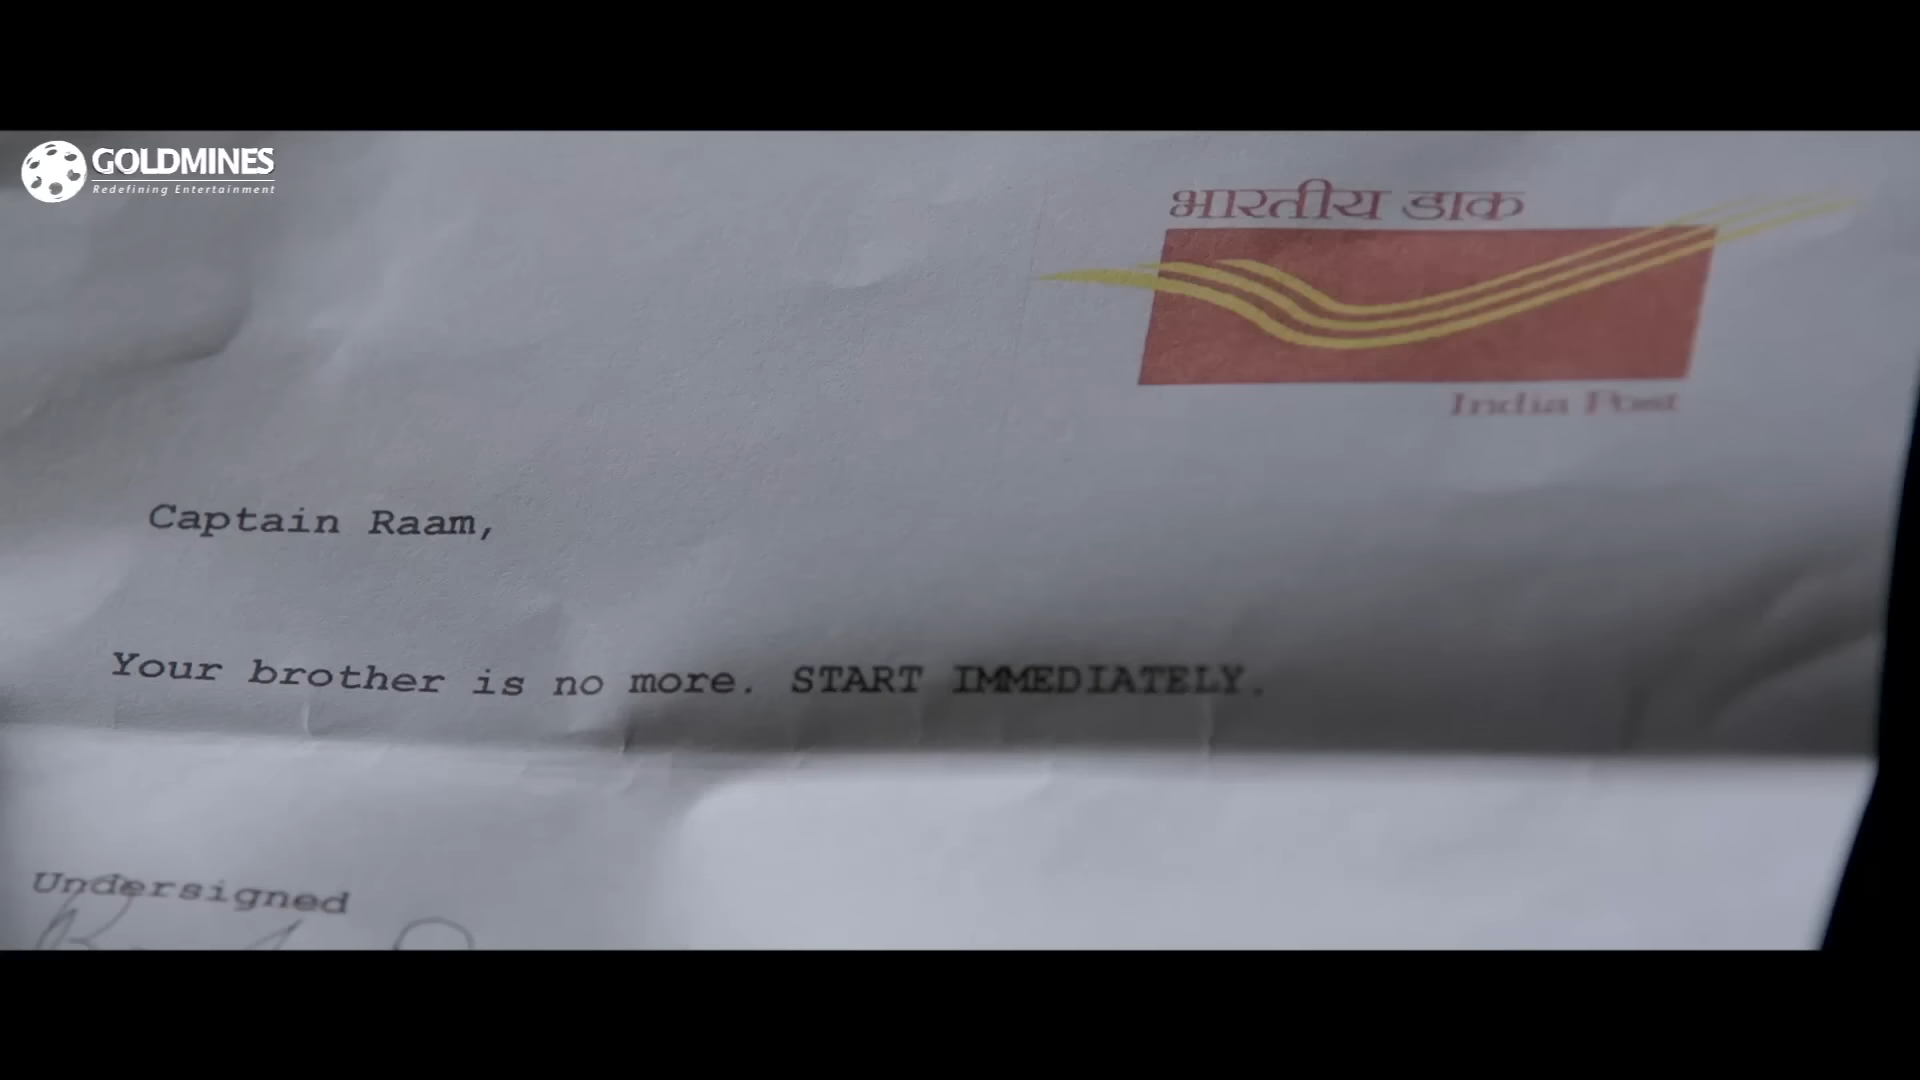 GOLDMINES
Redefining Entertainment
भारतीय डाक
India Post
Captain Raam,
Your brother is no more. START IMMEDIATELY.
Undersigned